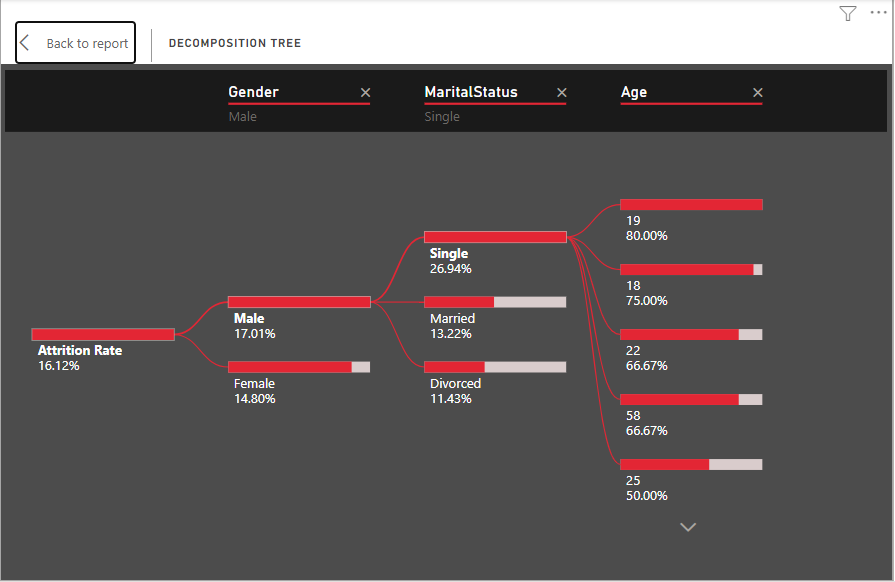 Back to report
DECOMPOSITION TREE
Gender
Male
MaritalStatus
Single
Age
Attrition Rate
16.12%
Male
17.01%
Female
14.80%
Single
26.94%
Married
13.22%
Divorced
11.43%
19
80.00%
18
75.00%
22
66.67%
58
66.67%
25
50.00%